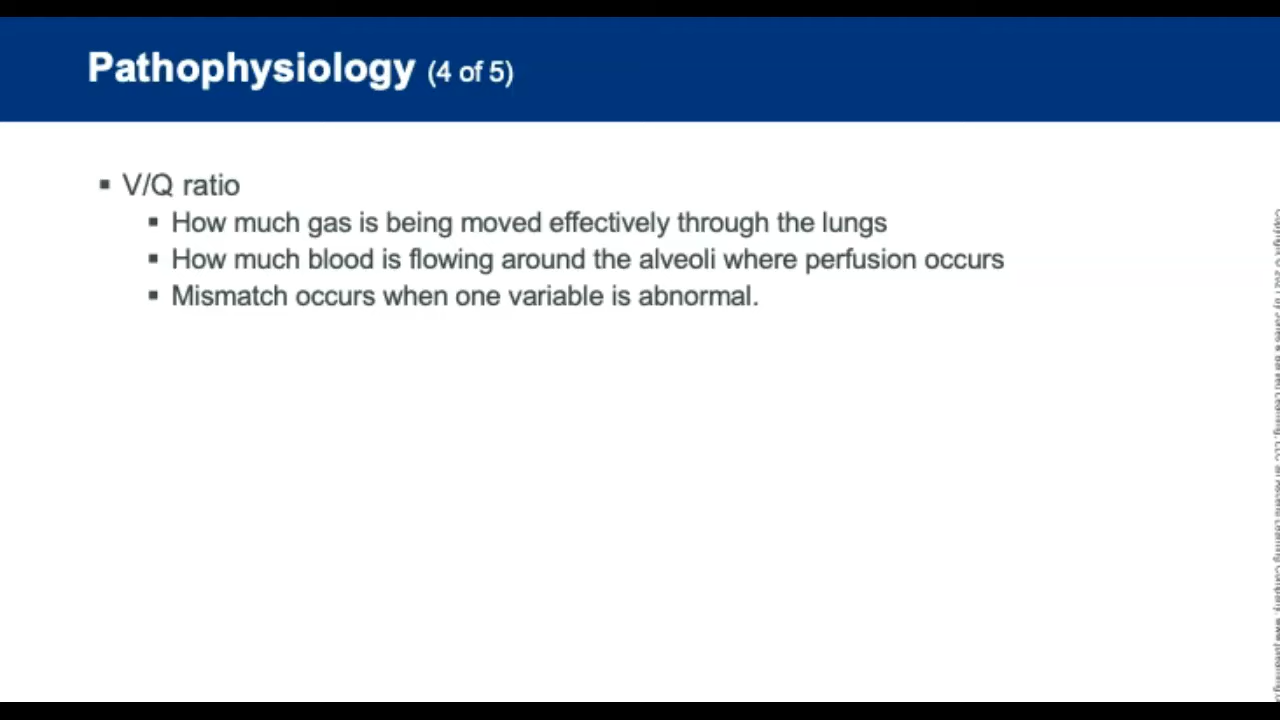 Pathophysiology (4 of 5)
▪ V/Q ratio
▪ How much gas is being moved effectively through the lungs
▪ How much blood is flowing around the alveoli where perfusion occurs
▪ Mismatch occurs when one variable is abnormal.